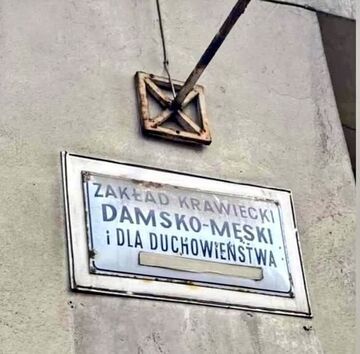 ZAKŁAD KRAWIECKI
DAMSKO-MĘSKI
i DLA DUCHOWIEŃSTWA